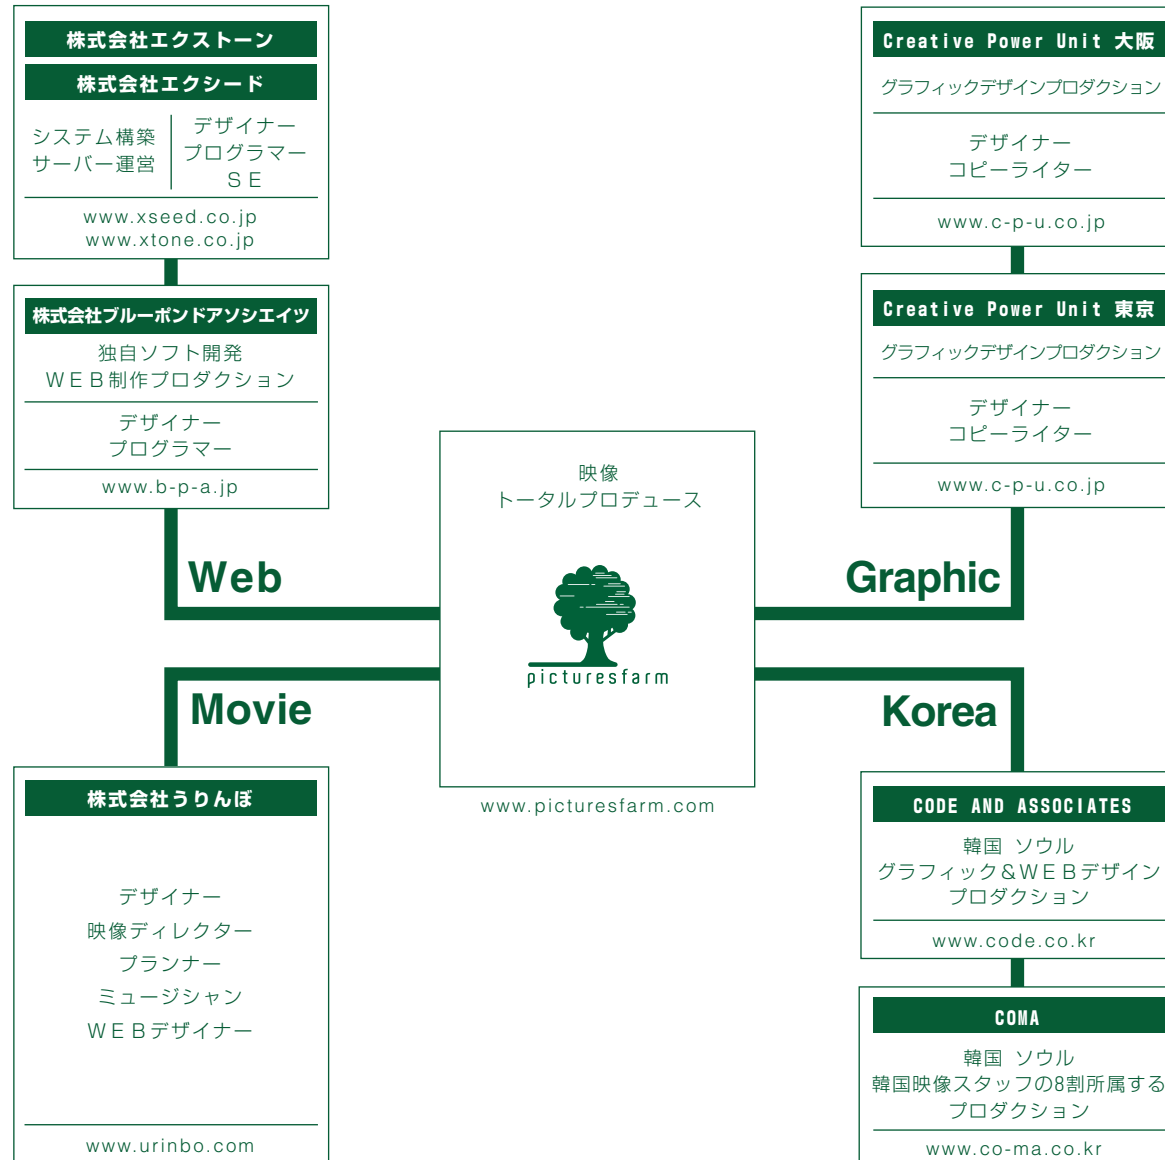 株式会社エクストーン
株式会社エクシード
システム構築
サーバー運営
デザイナー
プログラマー
ＳＥ
www.xseed.co.jp
www.xtone.co.jp
株式会社ブルーポンドアソシエイツ
独自ソフト開発
ＷＥＢ制作プロダクション
デザイナー
プログラマー
www.b-p-a.jp
Web
映像
トータルプロデュース
picturesfarm
www.picturesfarm.com
Creative Power Unit 大阪
グラフィックデザインプロダクション
デザイナー
コピーライター
www.c-p-u.co.jp
Creative Power Unit 東京
グラフィックデザインプロダクション
デザイナー
コピーライター
www.c-p-u.co.jp
Graphic
Movie
株式会社うりんぼ
デザイナー
映像ディレクター
プランナー
ミュージシャン
ＷＥＢデザイナー
www.urinbo.com
Korea
CODE AND ASSOCIATES
韓国 ソウル
グラフィック＆ＷＥＢデザイン
プロダクション
www.code.co.kr
COMA
韓国 ソウル
韓国映像スタッフの8割所属する
プロダクション
www.co-ma.co.kr